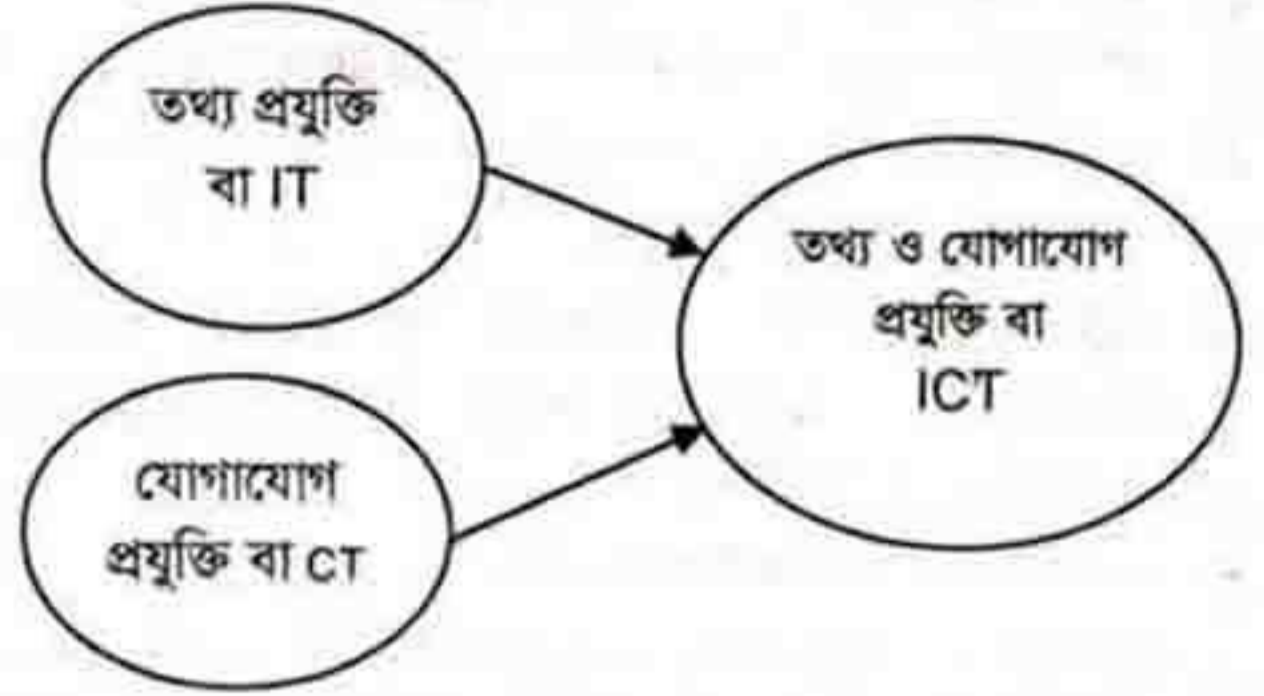 তথ্য প্রযুক্তি
বা IT
তথ্য ও যোগাযোগ
প্রযুক্তি বা
ICT
যোগাযোগ
প্রযুক্তি বা CT